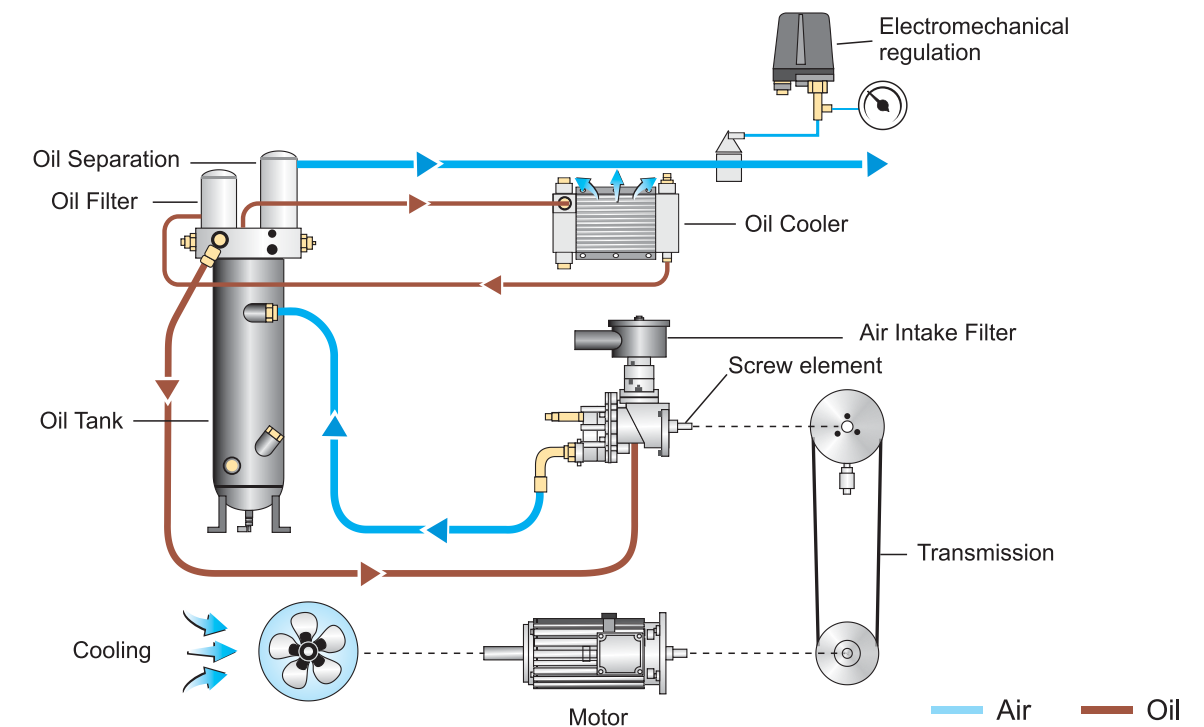 Electromechanical
regulation
Oil Separation
Oil Filter
Oil Cooler
Air Intake Filter
Screw element
Oil Tank
Transmission
Cooling
Motor
Air
Oil